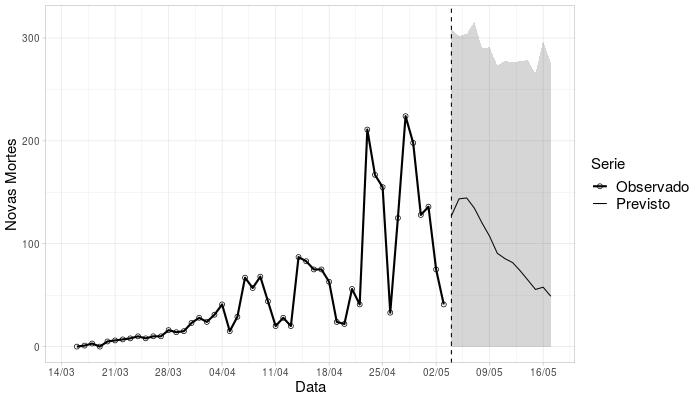 300
200
100
0
Novas Mortes
14/03 21/03 28/03 04/04 11/04 18/04 25/04 02/05 09/05 16/05
Data
Serie
Observado
Previsto